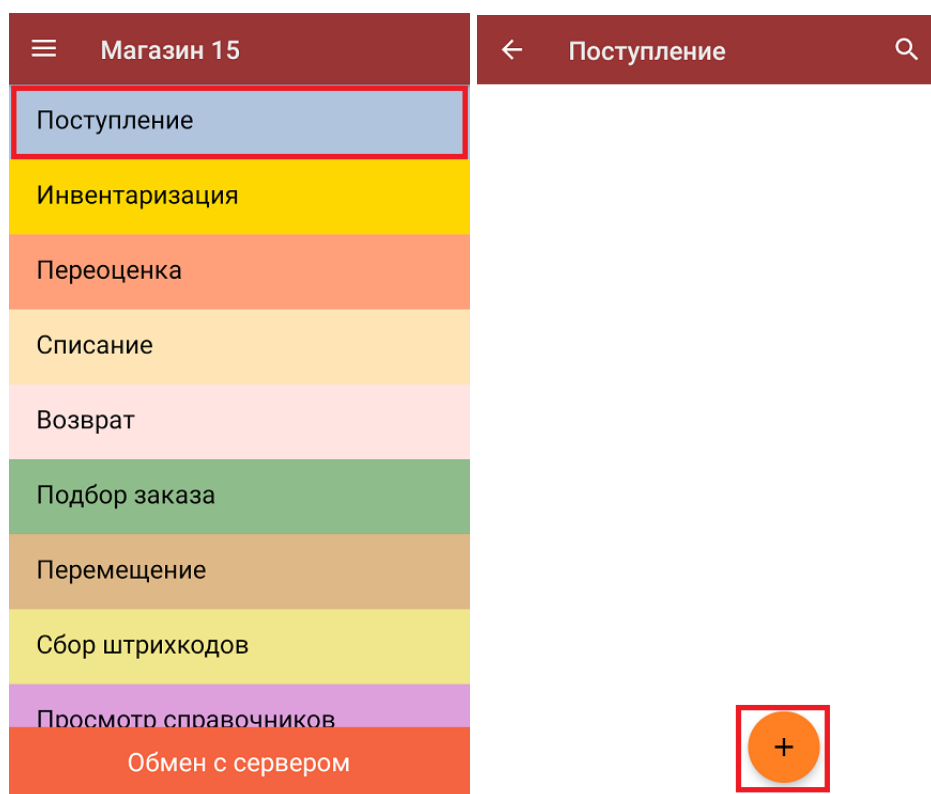 Магазин 15
Поступление
Инвентаризация
Переоценка
Списание
Возврат
Подбор заказа
Перемещение
Сбор штрихкодов
Просмотр справочников
Обмен с сервером
Поступление
+